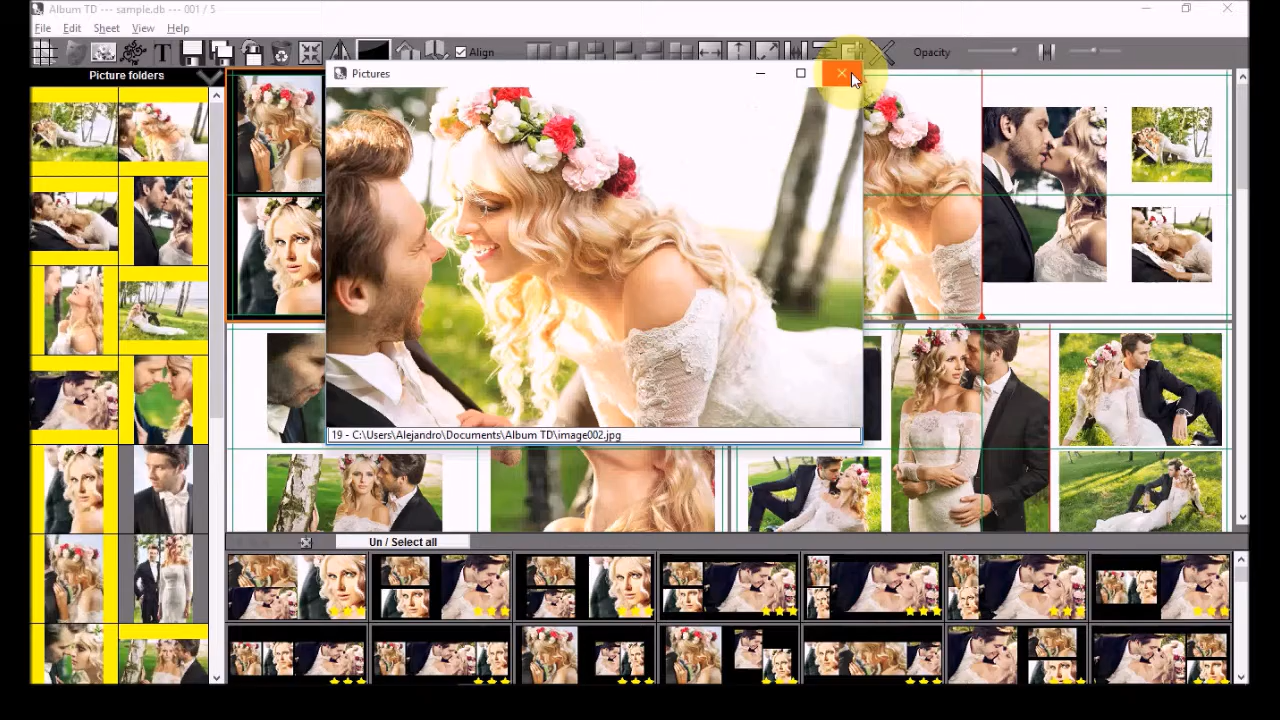 Album TD --- sample.db --- 001 / 5
File Edit Sheet View Help
T Align Opacity
Picture folders
Pictures
19 - C:\Users\Alejandro\Documents\Album TD\image002.jpg
Un / Select all